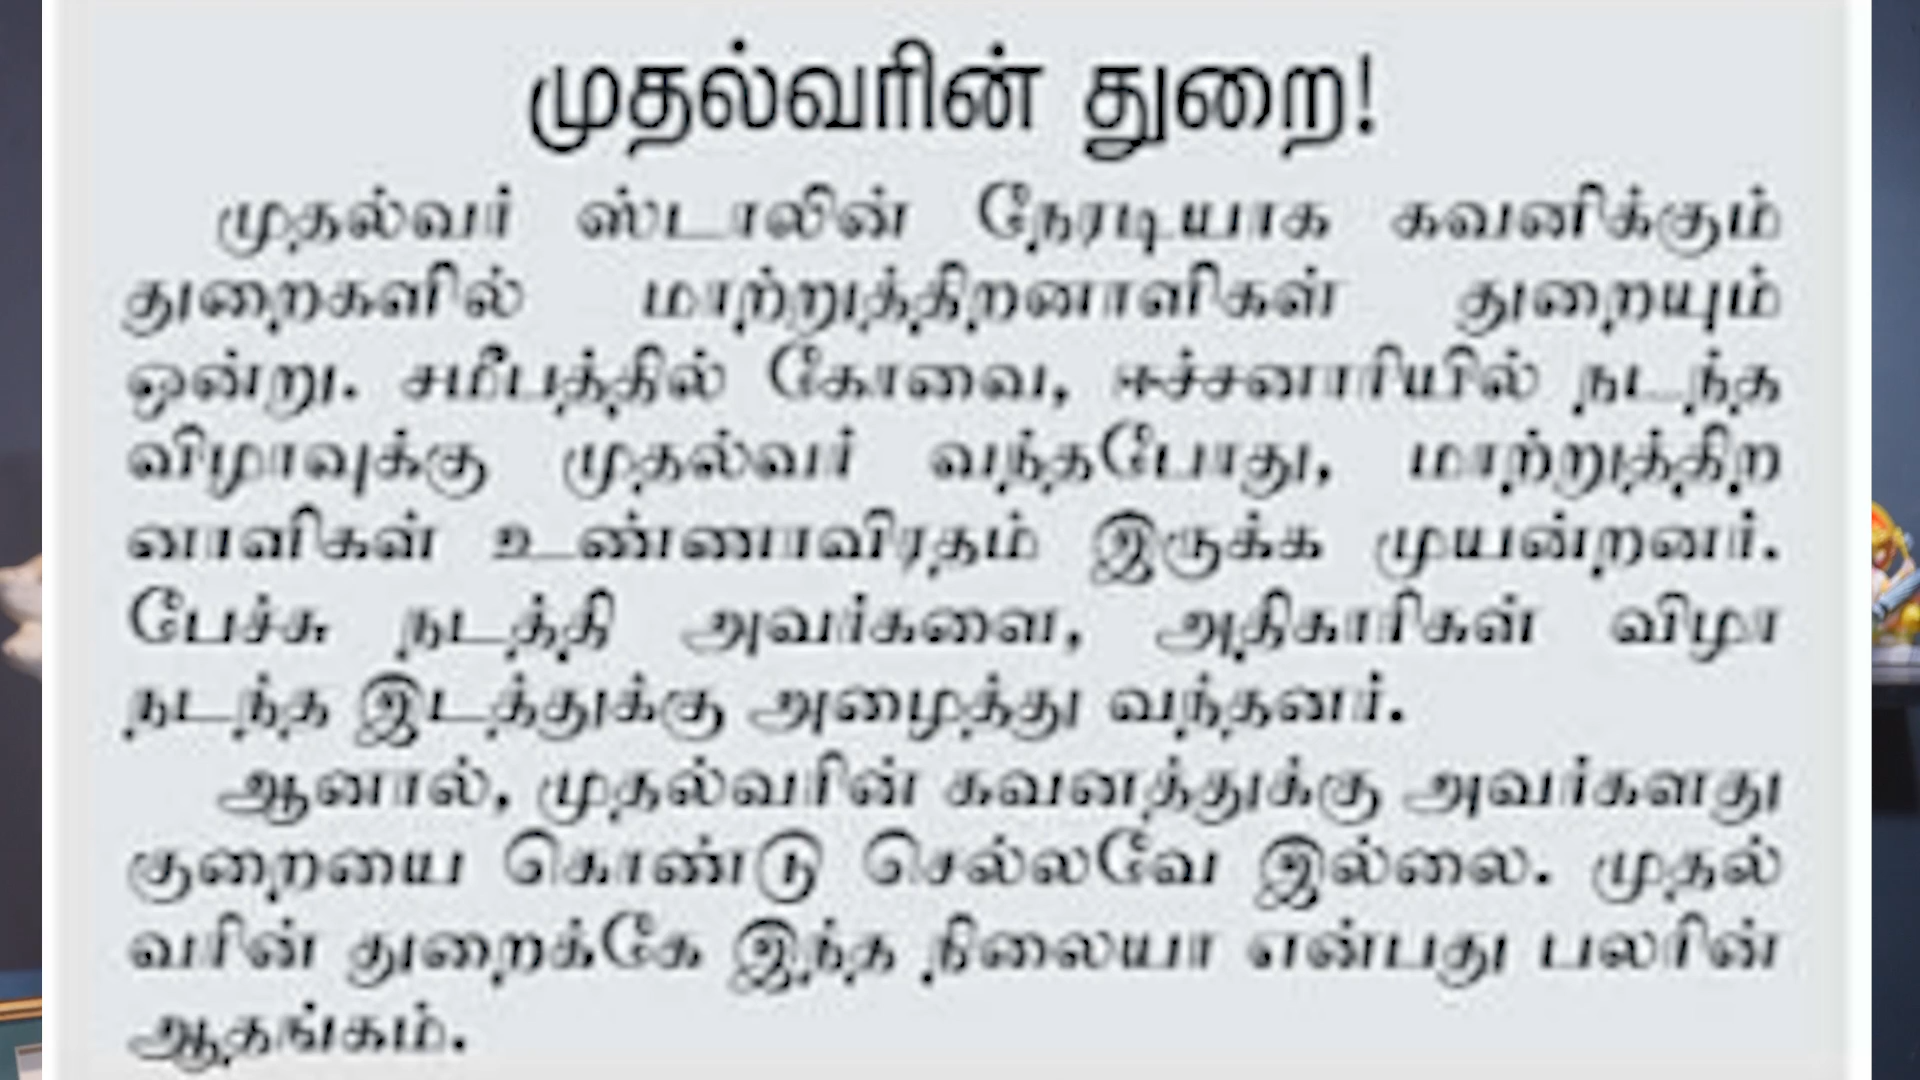 முதல்வரின் துறை!
முதல்வர் ஸ்டாலின் நேரடியாக கவனிக்கும்
துறைகளில் மாற்றுத்திறனாளிகள் துறையும்
ஒன்று. சமீபத்தில் கோவை, ஈச்சனாரியில் நடந்த
விழாவுக்கு முதல்வர் வந்தபோது, மாற்றுத்திற
னாளிகள் உண்ணாவிரதம் இருக்க முயன்றனர்.
பேச்சு நடத்தி அவர்களை, அதிகாரிகள் விழா
நடந்த இடத்துக்கு அழைத்து வந்தனர்.
ஆனால், முதல்வரின் கவனத்துக்கு அவர்களது
குறையை கொண்டு செல்லவே இல்லை. முதல்
வரின் துறைக்கே இந்த நிலையா என்பது பலரின்
ஆதங்கம்.